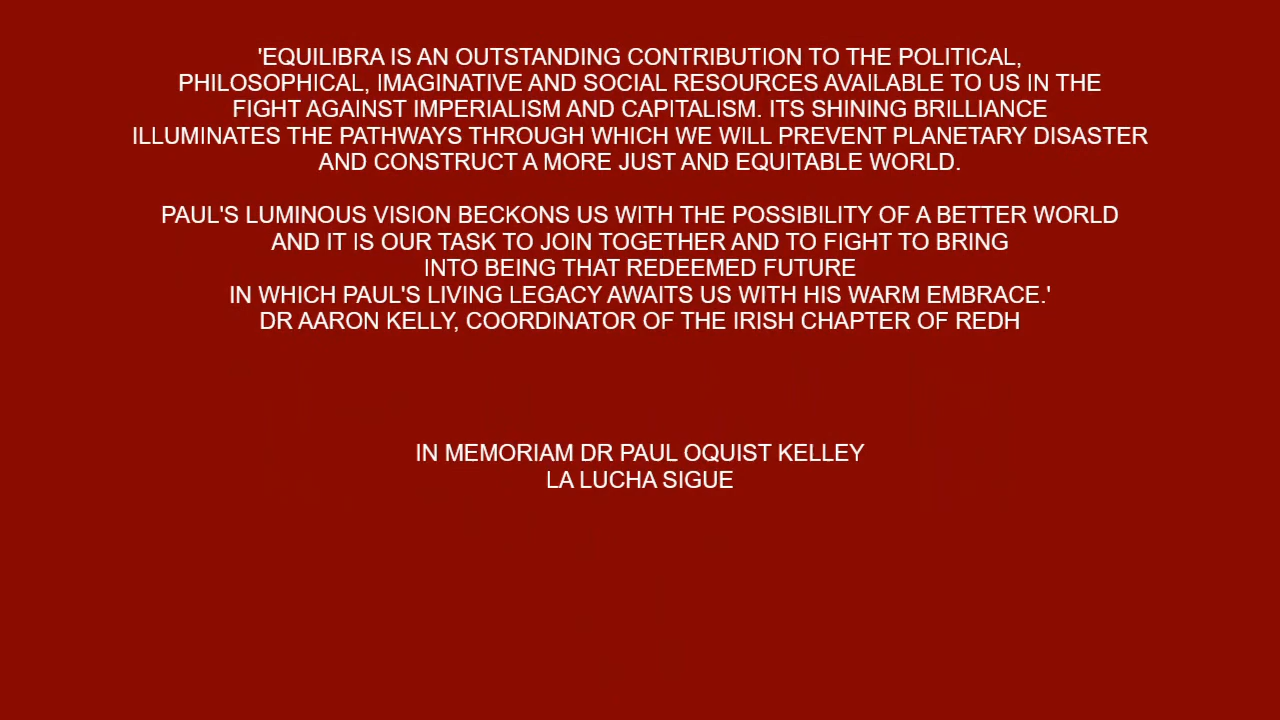 'EQUILIBRA IS AN OUTSTANDING CONTRIBUTION TO THE POLITICAL,
PHILOSOPHICAL, IMAGINATIVE AND SOCIAL RESOURCES AVAILABLE TO US IN THE
FIGHT AGAINST IMPERIALISM AND CAPITALISM. ITS SHINING BRILLIANCE
ILLUMINATES THE PATHWAYS THROUGH WHICH WE WILL PREVENT PLANETARY DISASTER
AND CONSTRUCT A MORE JUST AND EQUITABLE WORLD.
PAUL'S LUMINOUS VISION BECKONS US WITH THE POSSIBILITY OF A BETTER WORLD
AND IT IS OUR TASK TO JOIN TOGETHER AND TO FIGHT TO BRING
INTO BEING THAT REDEEMED FUTURE
IN WHICH PAUL'S LIVING LEGACY AWAITS US WITH HIS WARM EMBRACE.'
DR AARON KELLY, COORDINATOR OF THE IRISH CHAPTER OF REDH
IN MEMORIAM DR PAUL OQUIST KELLEY
LA LUCHA SIGUE